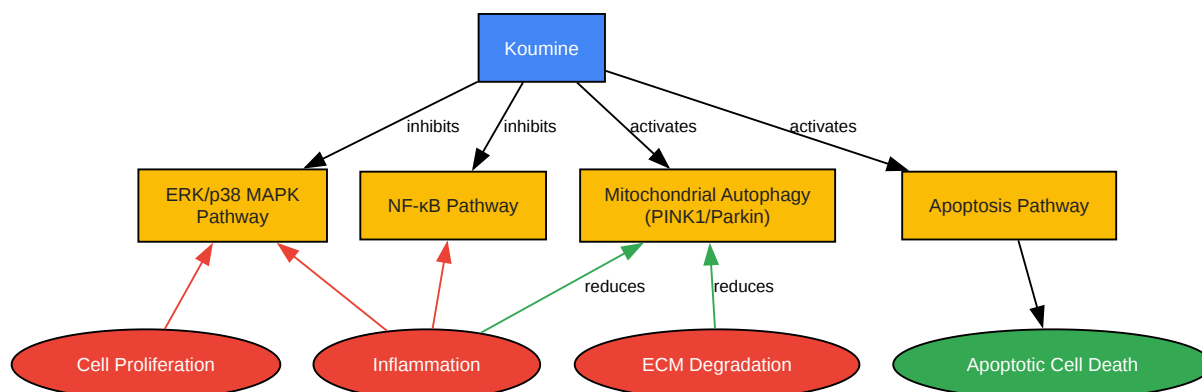 Koumine
inhibits
inhibits
activates
activates
ERK/p38 MAPK
Pathway
NF-κB Pathway
Mitochondrial Autophagy
(PINK1/Parkin)
Apoptosis Pathway
reduces
reduces
Cell Proliferation
Inflammation
ECM Degradation
Apoptotic Cell Death